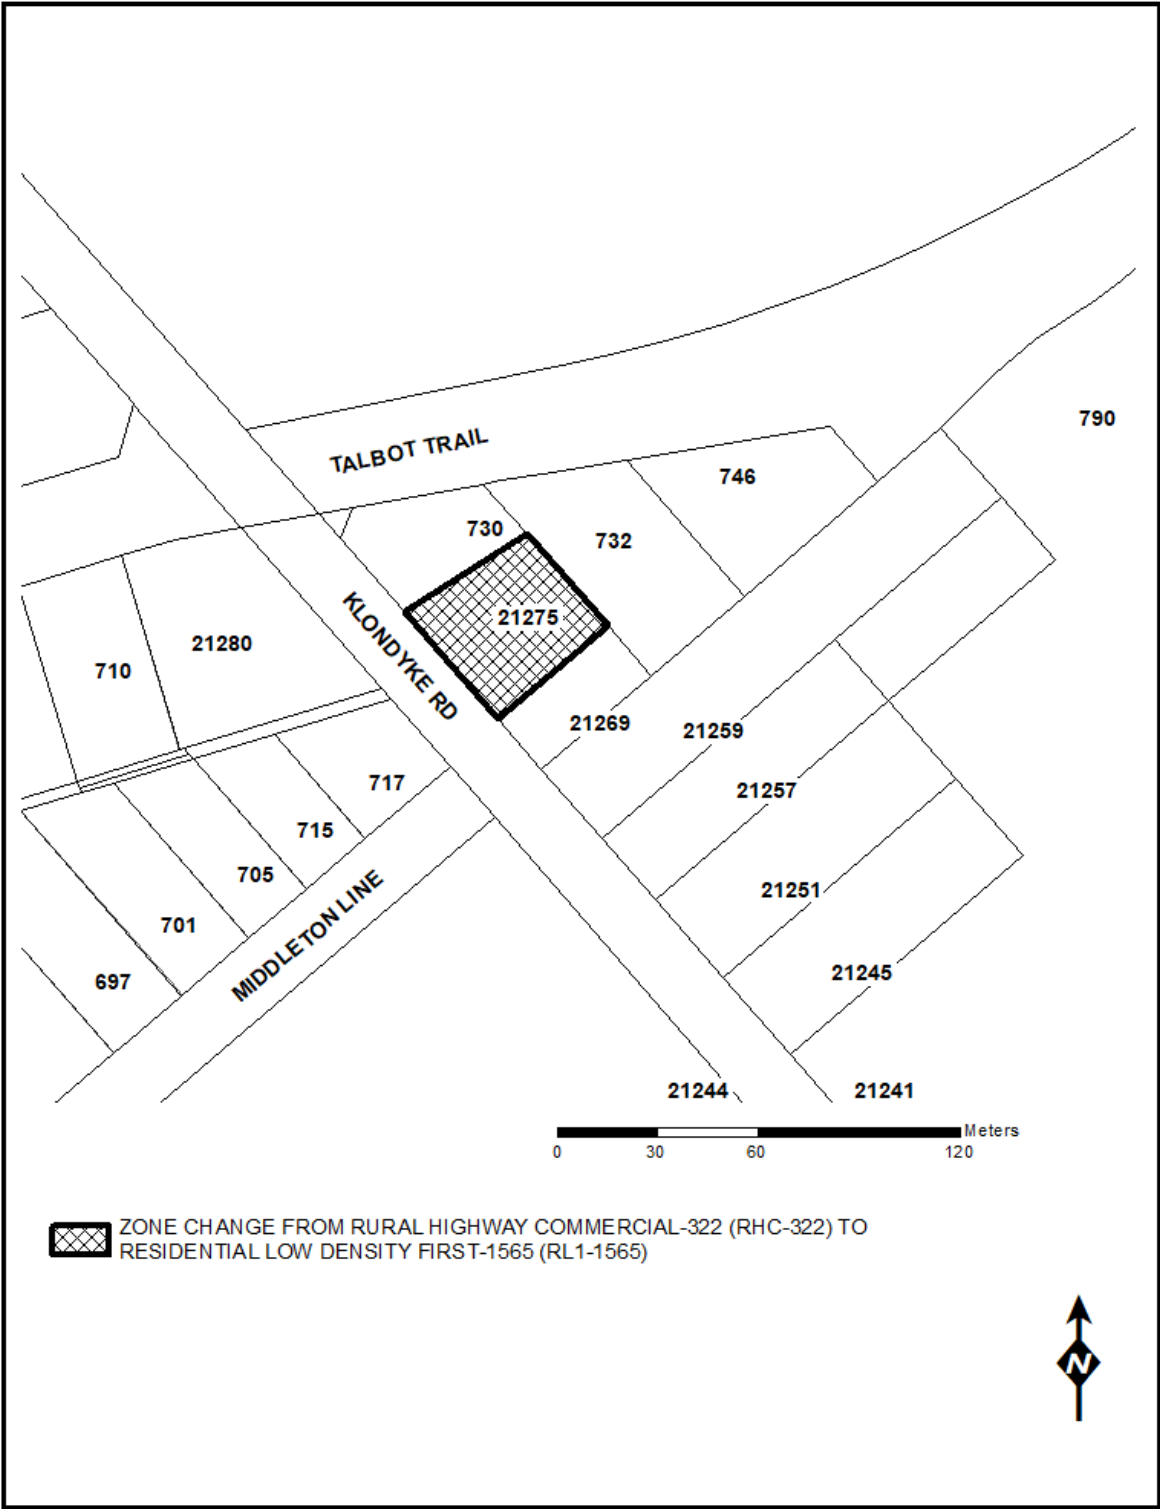 790
TALBOT TRAIL
746
730
732
21275
KLONDYKE RD
21280
710
21269
21259
717
21257
715
705
21251
701
MIDDLETON LINE
21245
697
21244
21241
Meters
0 30 60 120
ZONE CHANGE FROM RURAL HIGHWAY COMMERCIAL-322 (RHC-322) TO
RESIDENTIAL LOW DENSITY FIRST-1565 (RL1-1565)
N